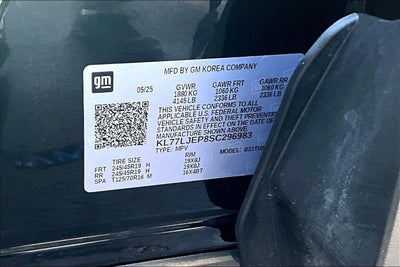 gm
MFD BY GM KOREA COMPANY
05/25 GVWR GAWR FRT GAWR RR
1880 KG 1060 KG 1060 KG
4145 LB 2336 LB 2336 LB
THIS VEHICLE CONFORMS TO ALL
APPLICABLE U.S. FEDERAL MOTOR
VEHICLE SAFETY AND THEFT PREVENTION
STANDARDS IN EFFECT ON THE DATE OF
MANUFACTURE SHOWN ABOVE.
KL77LJEP8SC296983
TYPE: MPV
TIRE SIZE RIM
FRT 245/45R19 H 19X8J
RR 245/45R19 H 19X8J
SPA T125/70R16 M 16X4BT